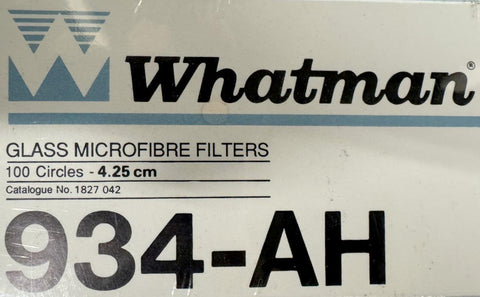 Whatman®
GLASS MICROFIBRE FILTERS
100 Circles - 4.25 cm
Catalogue No. 1827 042
934-AH